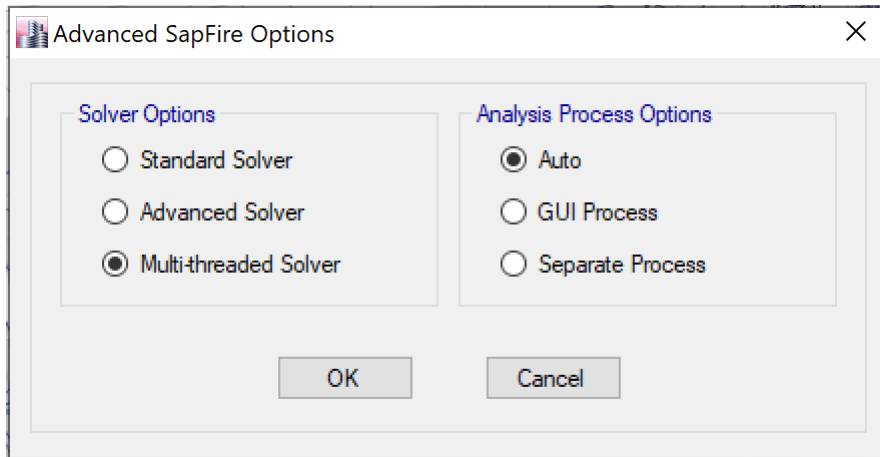 Advanced SapFire Options
Solver Options
Standard Solver
Advanced Solver
Multi-threaded Solver
Analysis Process Options
Auto
GUI Process
Separate Process
OK
Cancel